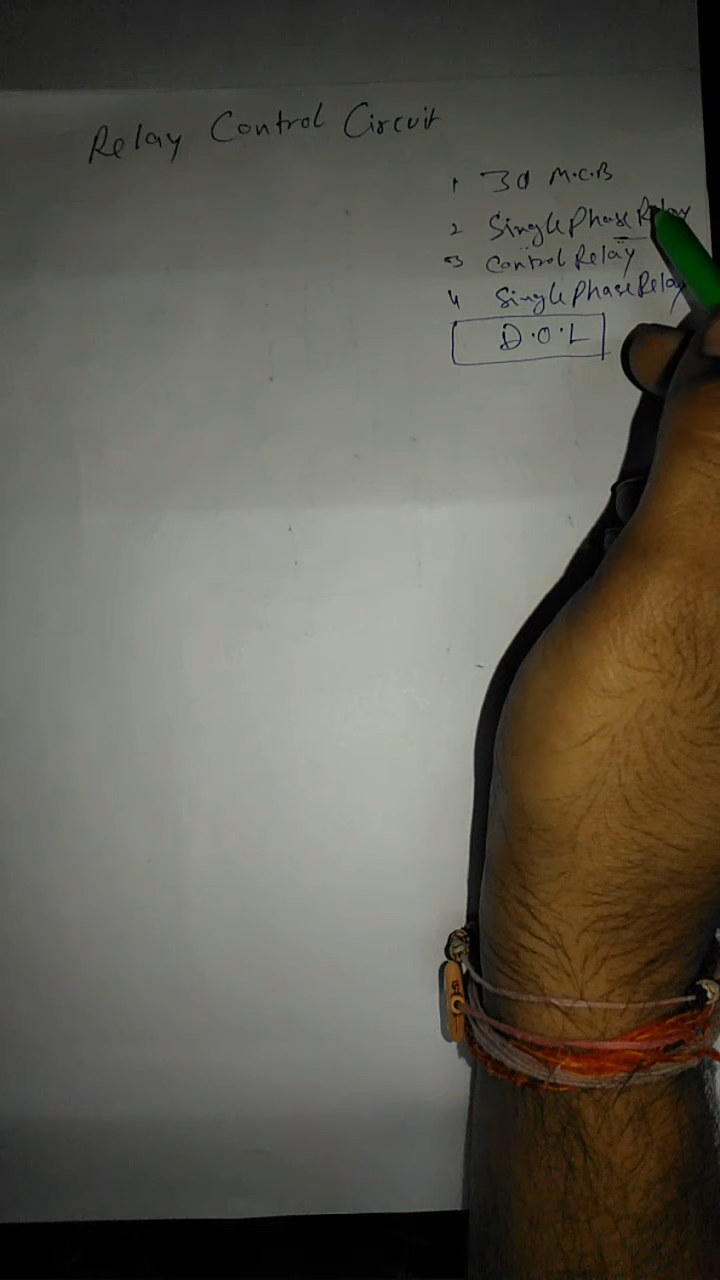 Relay Control Circuit
1 3Ø M.C.B
2 Single Phase Relay
3 Control Relay
4 Single Phase Relay
D.O.L